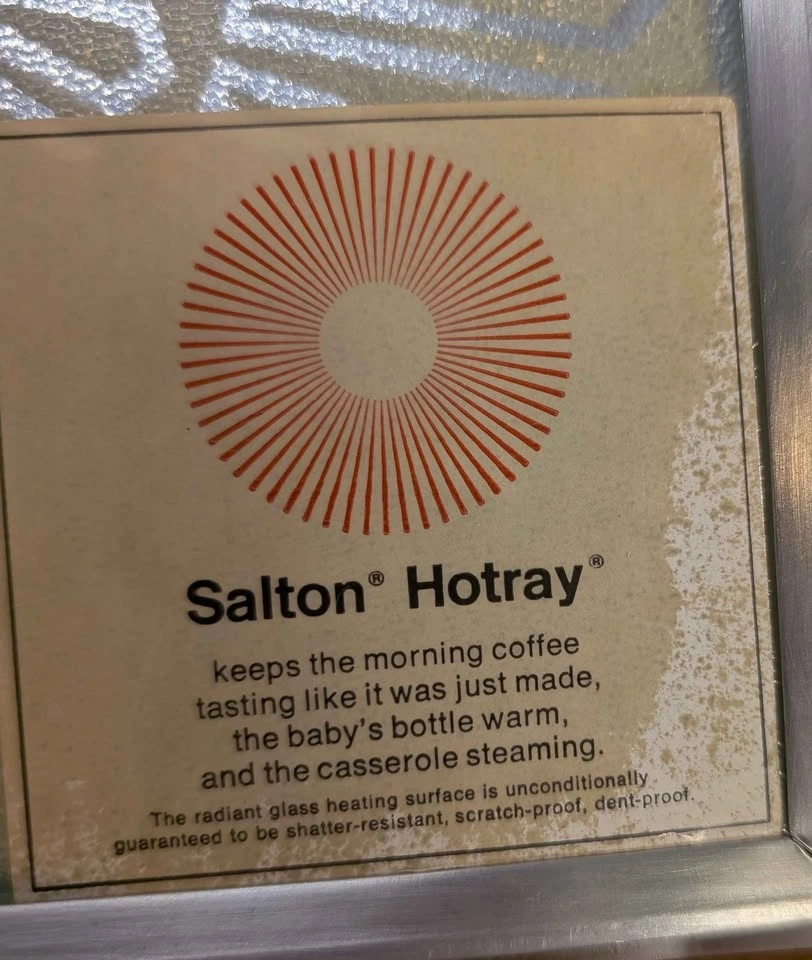 Salton® Hotray®
keeps the morning coffee
tasting like it was just made,
the baby's bottle warm,
and the casserole steaming.
The radiant glass heating surface is unconditionally
guaranteed to be shatter-resistant, scratch-proof, dent-proof.